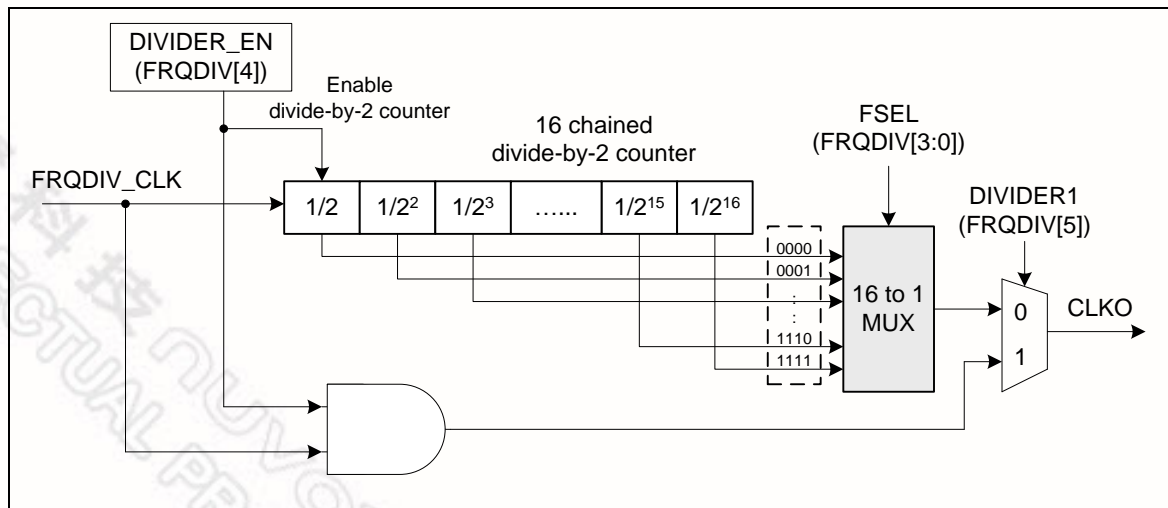 DIVIDER_EN
(FRQDIV[4])
Enable
divide-by-2 counter
16 chained
divide-by-2 counter
FSEL
(FRQDIV[3:0])
DIVIDER1
(FRQDIV[5])
FRQDIV_CLK
1/2 1/2² 1/2³ …... 1/2¹⁵ 1/2¹⁶
0000
0001
:
:
1110
1111
16 to 1
MUX
0
1
CLKO
科技